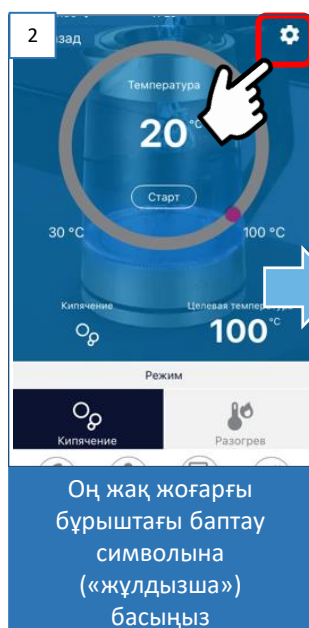 2
зад
Температура
20 °C
Старт
30 °C
100 °C
Кипячение
Целевая температура
100 °C
Режим
Кипячение
Разогрев
Оң жақ жоғарғы
бұрыштағы баптау
символына
(«жұлдызша»)
басыңыз